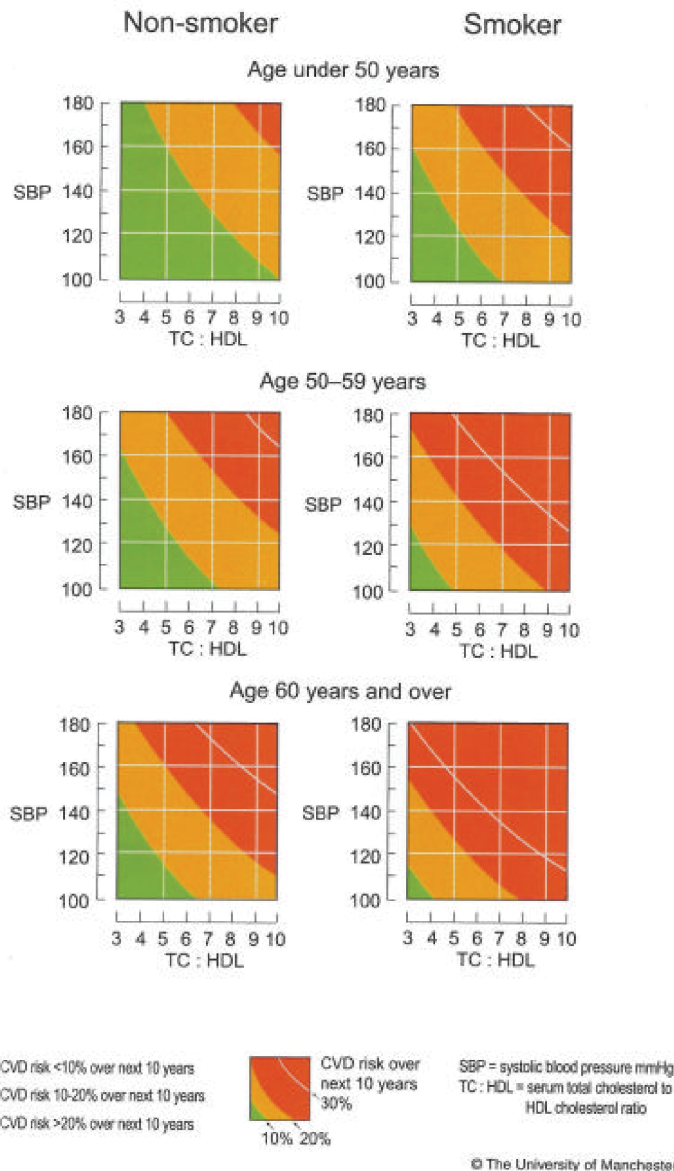 Non-smoker Smoker
Age under 50 years
180
160
SBP 140
120
100
3 4 5 6 7 8 9 10
TC : HDL
180
160
SBP 140
120
100
3 4 5 6 7 8 9 10
TC : HDL
Age 50–59 years
180
160
SBP 140
120
100
3 4 5 6 7 8 9 10
TC : HDL
180
160
SBP 140
120
100
3 4 5 6 7 8 9 10
TC : HDL
Age 60 years and over
180
160
SBP 140
120
100
3 4 5 6 7 8 9 10
TC : HDL
180
160
SBP 140
120
100
3 4 5 6 7 8 9 10
TC : HDL
CVD risk <10% over next 10 years
CVD risk 10-20% over next 10 years
CVD risk >20% over next 10 years
CVD risk over
next 10 years
30%
10% 20%
SBP = systolic blood pressure mmHg
TC : HDL = serum total cholesterol to
HDL cholesterol ratio
© The University of Manchester